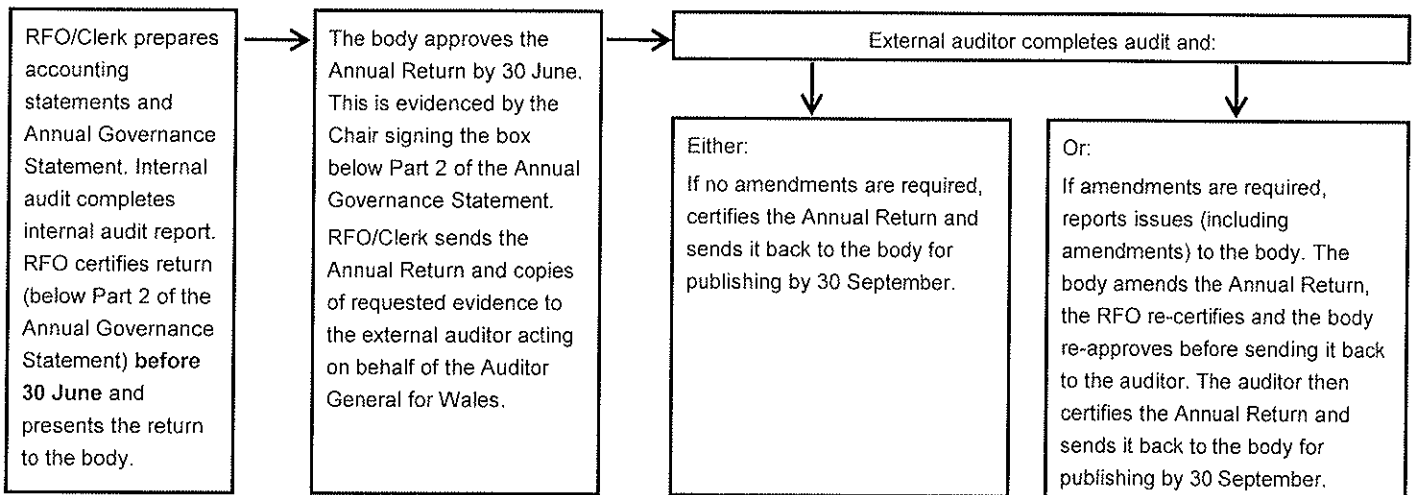 RFO/Clerk prepares
accounting
statements and
Annual Governance
Statement. Internal
audit completes
internal audit report.
RFO certifies return
(below Part 2 of the
Annual Governance
Statement) before
30 June and
presents the return
to the body.
The body approves the
Annual Return by 30 June.
This is evidenced by the
Chair signing the box
below Part 2 of the Annual
Governance Statement.
RFO/Clerk sends the
Annual Return and copies
of requested evidence to
the external auditor acting
on behalf of the Auditor
General for Wales.
External auditor completes audit and:
Either:
If no amendments are required,
certifies the Annual Return and
sends it back to the body for
publishing by 30 September.
Or:
If amendments are required,
reports issues (including
amendments) to the body. The
body amends the Annual Return,
the RFO re-certifies and the body
re-approves before sending it back
to the auditor. The auditor then
certifies the Annual Return and
sends it back to the body for
publishing by 30 September.